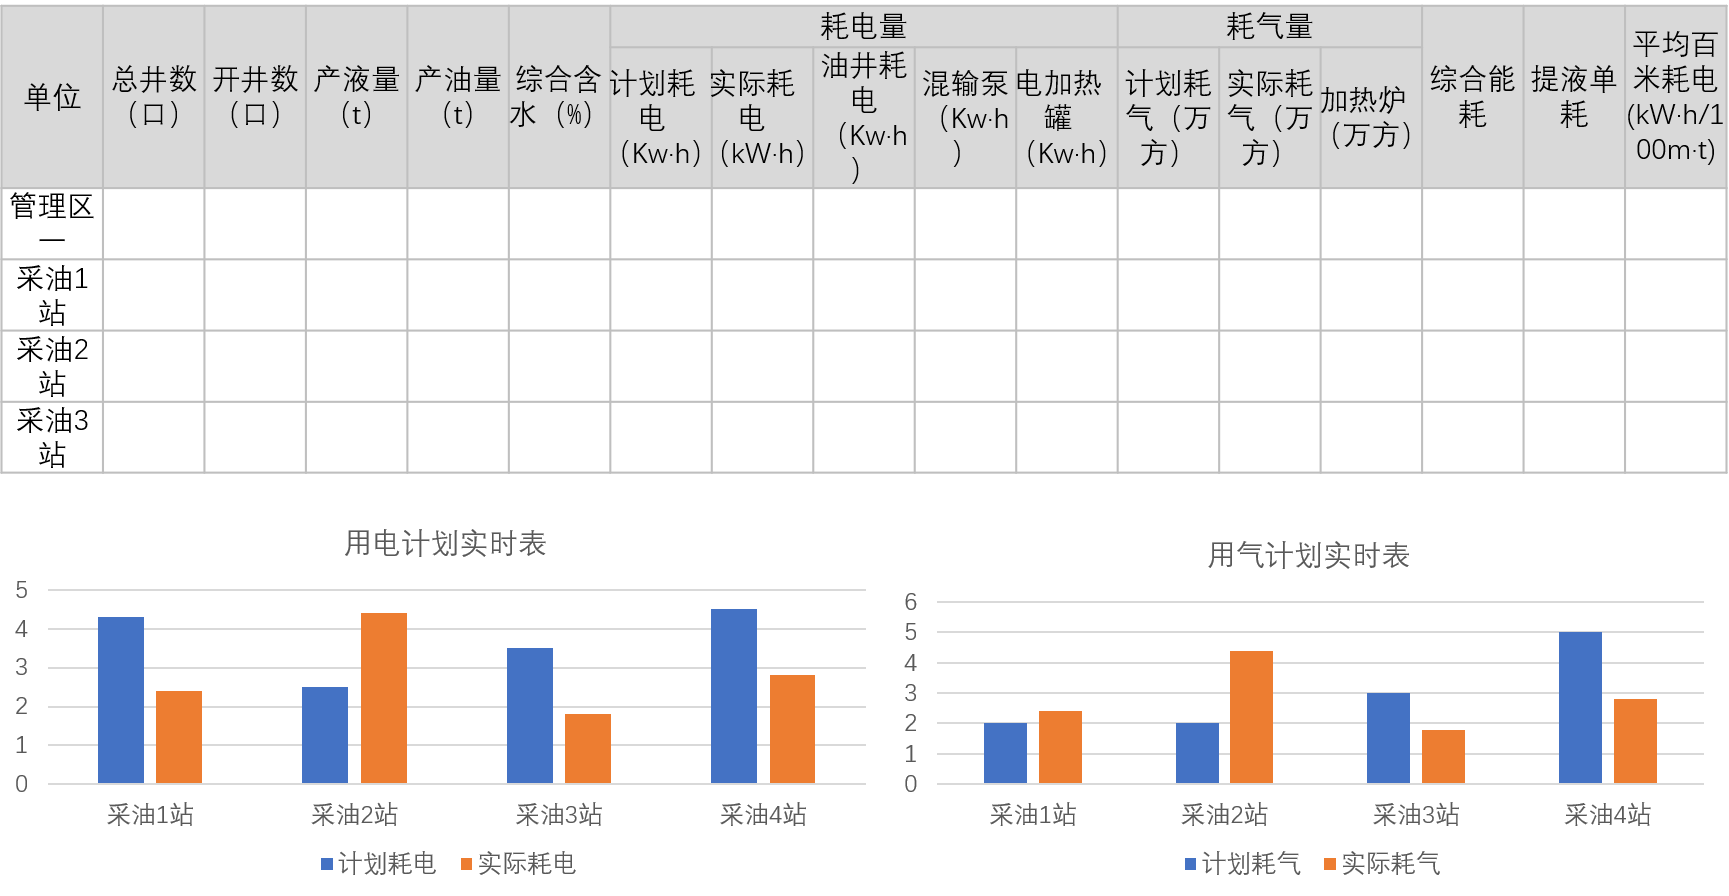 单位
总井数
（口）
开井数
（口）
产液量
(t)
产油量
(t)
综合含
水（%）
耗电量
计划耗
电
（Kw·h）
实际耗
电
（kW·h）
油井耗
电
（Kw·h
）
混输泵
（Kw·h
）
电加热
罐
（Kw·h）
耗气量
计划耗
气（万
方）
实际耗
气（万
方）
加热炉
（万方）
综合能
耗
提液单
耗
平均百
米耗电
(kW·h/1
00m·t)
管理区
一
采油1
站
采油2
站
采油3
站
用电计划实时表
5
4
3
2
1
0
采油1站 采油2站 采油3站 采油4站
计划耗电 实际耗电
用气计划实时表
6
5
4
3
2
1
0
采油1站 采油2站 采油3站 采油4站
计划耗气 实际耗气